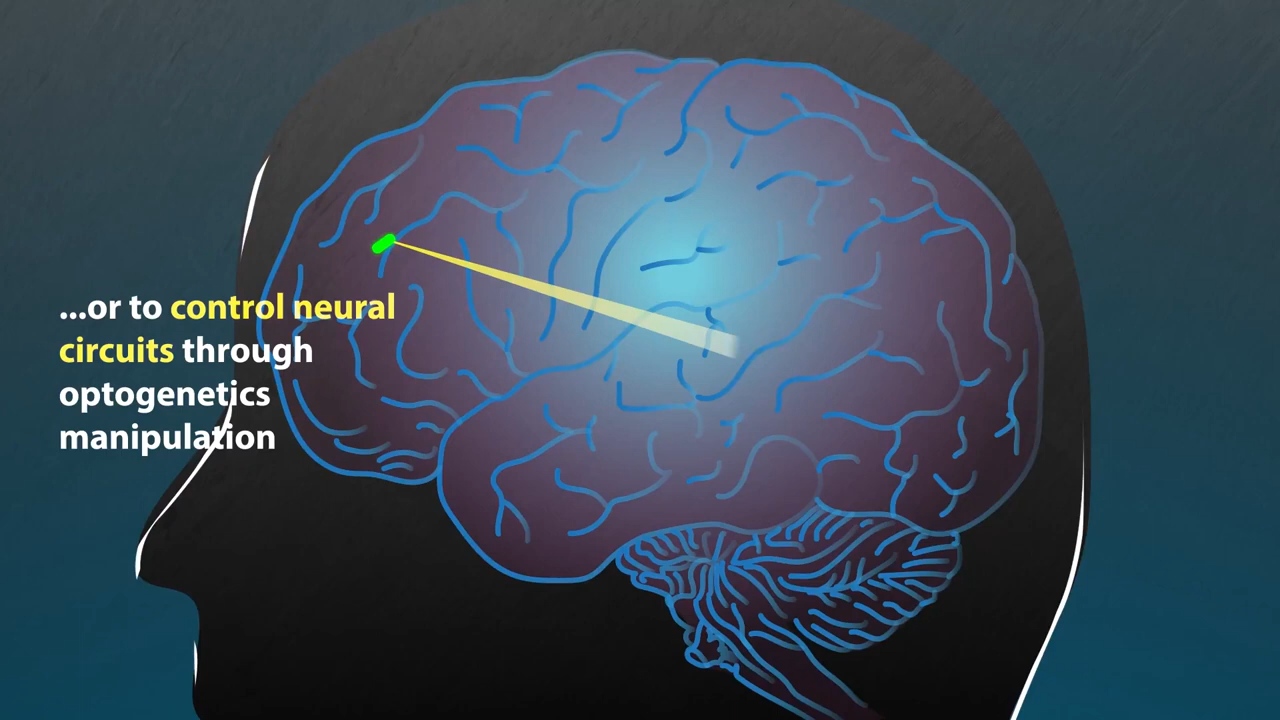 ...or to control neural
circuits through
optogenetics
manipulation